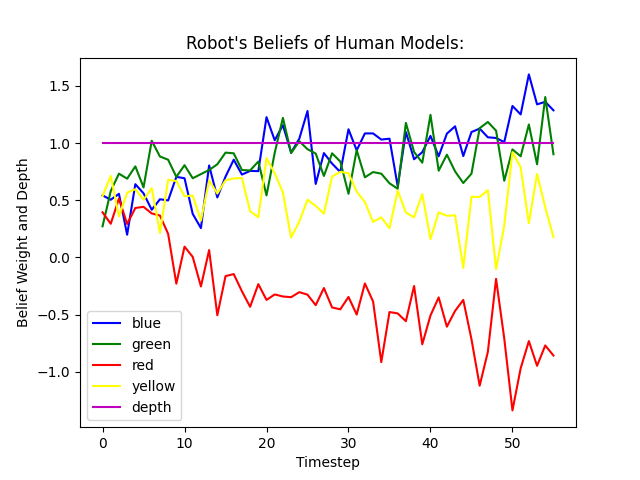 Robot's Beliefs of Human Models:
Belief Weight and Depth
1.5
1.0
0.5
0.0
−0.5
−1.0
blue
green
red
yellow
depth
0 10 20 30 40 50
Timestep